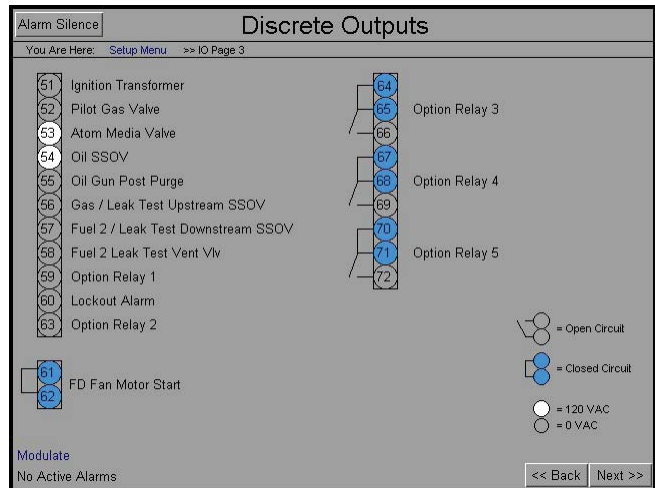 Alarm Silence
Discrete Outputs
You Are Here: Setup Menu >> IO Page 3
51 Ignition Transformer
52 Pilot Gas Valve
53 Atom Media Valve
54 Oil SSOV
55 Oil Gun Post Purge
56 Gas / Leak Test Upstream SSOV
57 Fuel 2 / Leak Test Downstream SSOV
58 Fuel 2 Leak Test Vent Vlv
59 Option Relay 1
60 Lockout Alarm
63 Option Relay 2
61
62
FD Fan Motor Start
64
65 Option Relay 3
66
67
68 Option Relay 4
69
70
71 Option Relay 5
72
= Open Circuit
= Closed Circuit
= 120 VAC
= 0 VAC
Modulate
No Active Alarms
<< Back
Next >>